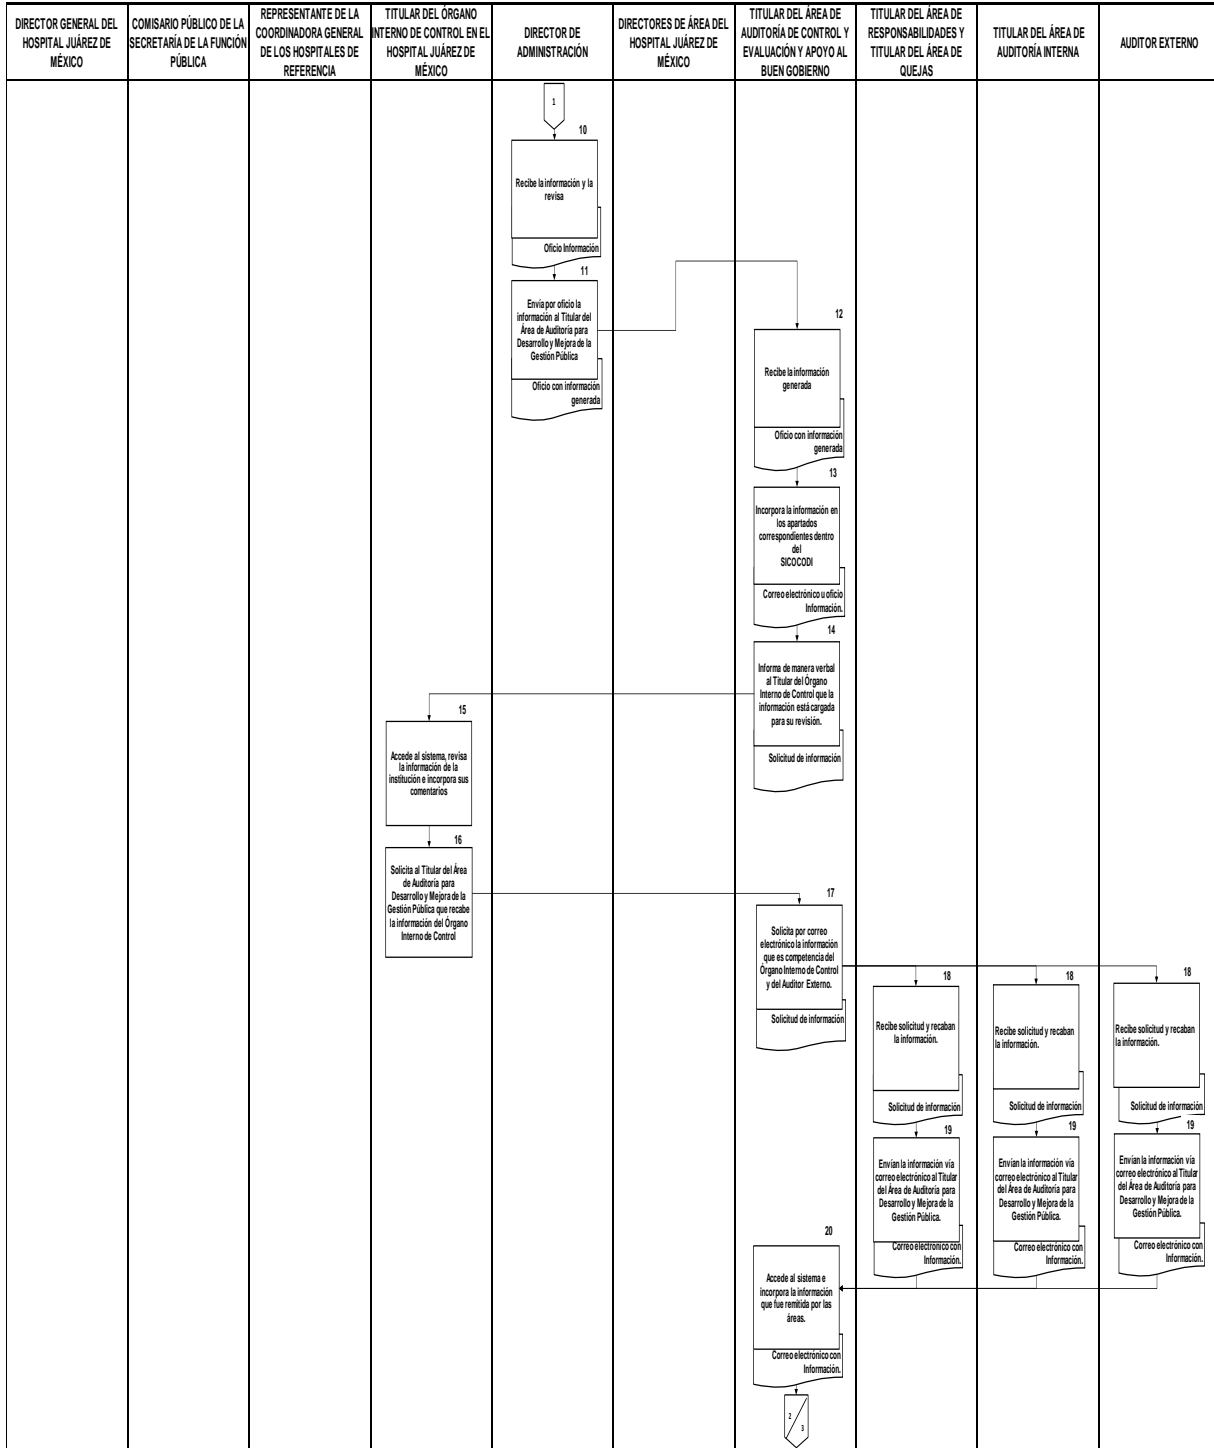 DIRECTOR GENERAL DEL
HOSPITAL JUÁREZ DE
MÉXICO
COMISARIO PÚBLICO DE LA
SECRETARÍA DE LA FUNCIÓN
PÚBLICA
REPRESENTANTE DE LA
COORDINADORA GENERAL
DE LOS HOSPITALES DE
REFERENCIA
TITULAR DEL ÓRGANO
INTERNO DE CONTROL EN EL
HOSPITAL JUÁREZ DE
MÉXICO
DIRECTOR DE
ADMINISTRACIÓN
DIRECTORES DE ÁREA DEL
HOSPITAL JUÁREZ DE
MÉXICO
TITULAR DEL ÁREA DE
AUDITORÍA DE CONTROL Y
EVALUACIÓN Y APOYO AL
BUEN GOBIERNO
TITULAR DEL ÁREA DE
RESPONSABILIDADES Y
TITULAR DEL ÁREA DE
QUEJAS
TITULAR DEL ÁREA DE
AUDITORÍA INTERNA
AUDITOR EXTERNO
1
10
Recibe la información y la
revisa
Oficio Información
11
Envía por oficio la
información al Titular del
Área de Auditoría para
Desarrollo y Mejora de la
Gestión Pública
Oficio con información
generada
12
Recibe la información
generada
Oficio con información
generada
13
Incorpora la información en
los apartados
correspondientes dentro
del
SICOCODI
Correo electrónico u oficio
Información.
14
Informa de manera verbal
al Titular del Órgano
Interno de Control que la
información está cargada
para su revisión.
Solicitud de información
15
Accede al sistema, revisa
la información de la
institución e incorpora sus
comentarios
16
Solicita al Titular del Área
de Auditoría para
Desarrollo y Mejora de la
Gestión Pública que recabe
la información del Órgano
Interno de Control
17
Solicita por correo
electrónico la información
que es competencia del
Órgano Interno de Control
y del Auditor Externo.
Solicitud de información
18
Recibe solicitud y recaban
la información.
Solicitud de información
18
Recibe solicitud y recaban
la información.
Solicitud de información
18
Recibe solicitud y recaban
la información.
Solicitud de información
19
Envían la información vía
correo electrónico al Titular
del Área de Auditoría para
Desarrollo y Mejora de la
Gestión Pública.
Correo electrónico con
Información.
19
Envían la información vía
correo electrónico al Titular
del Área de Auditoría para
Desarrollo y Mejora de la
Gestión Pública.
Correo electrónico con
Información.
19
Envían la información vía
correo electrónico al Titular
del Área de Auditoría para
Desarrollo y Mejora de la
Gestión Pública.
Correo electrónico con
Información.
20
Accede al sistema e
incorpora la información
que fue remitida por las
áreas.
Correo electrónico con
Información.
2
3